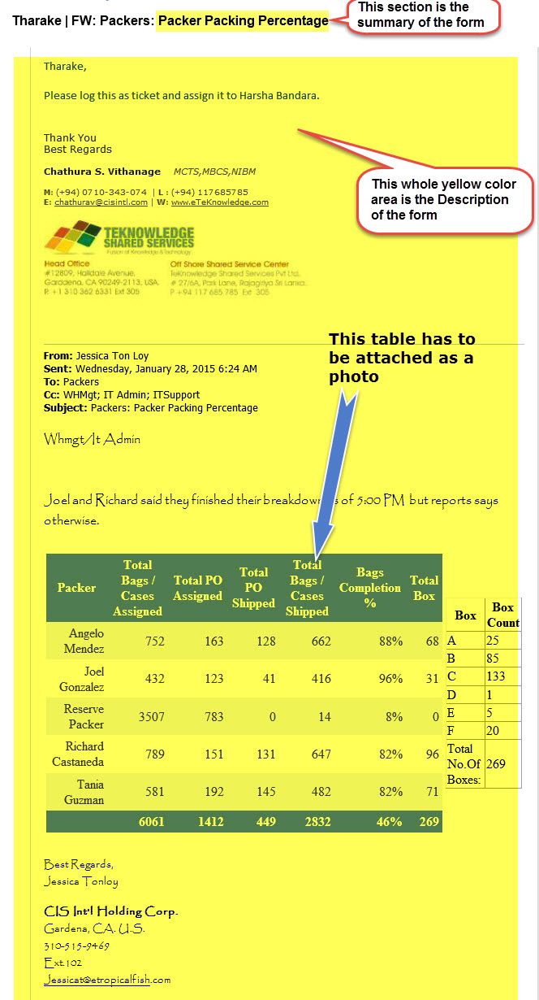 This section is the
summary of the form
Tharake | FW: Packers: Packer Packing Percentage
Tharake,
Please log this as ticket and assign it to Harsha Bandara.
Thank You
Best Regards
Chathura S. Vithanage MCTS,MBCS,NIBM
M: (+94) 0710-343-074 | L : (+94) 117685785
E: chathurav@cisintl.com | W: www.eTeKnowledge.com
This whole yellow color
area is the Description
of the form
TEKNOWLEDGE
SHARED SERVICES
Fusion of Knowledge & Technology
Head Office Off Shore Shared Service Center
#12809, Halldale Avenue, TeKnowledge Shared Services Pvt Ltd.
Gardena, CA 90249-2113, USA. # 27/6A, Park Lane, Rajagiriya Sri Lanka.
P. +1 310 362 6331 Ext 305 P +94 117 685 785 Ext 305
This table has to
be attached as a
photo
From: Jessica Ton Loy
Sent: Wednesday, January 28, 2015 6:24 AM
To: Packers
Cc: WHMgt; IT Admin; ITSupport
Subject: Packers: Packer Packing Percentage
Whmgt/It Admin
Joel and Richard said they finished their breakdown of 5:00 PM but reports says
otherwise.
Packer Total Bags / Cases Assigned Total PO Assigned Total PO Shipped Total Bags / Cases Shipped Bags Completion % Total Box
Angelo Mendez 752 163 128 662 88% 68
Joel Gonzalez 432 123 41 416 96% 31
Reserve Packer 3507 783 0 14 8% 0
Richard Castaneda 789 151 131 647 82% 96
Tania Guzman 581 192 145 482 82% 71
6061 1412 449 2832 46% 269
Box Box Count
A 25
B 85
C 133
D 1
E 5
F 20
Total No.Of Boxes: 269
Best Regards,
Jessica Tonloy
CIS Int'l Holding Corp.
Gardena, CA. U.S.
310-515-9469
Ext.102
Jessicat@etropicalfish.com